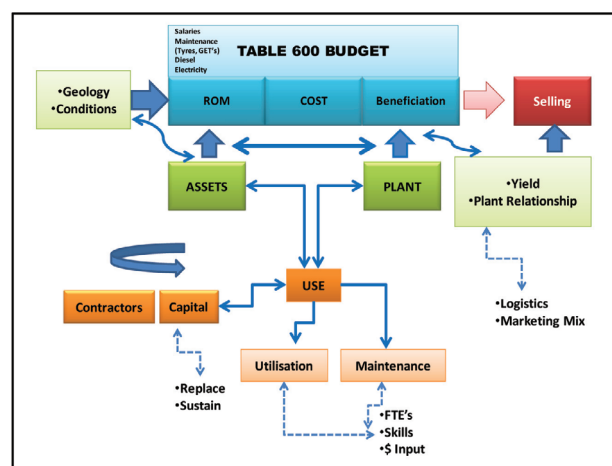 Salaries
Maintenance
(Tyres, GET's)
Diesel
Electricity
TABLE 600 BUDGET
•Geology
•Conditions
ROM
COST
Beneficiation
Selling
ASSETS
PLANT
•Yield
•Plant Relationship
USE
Contractors
Capital
•Logistics
•Marketing Mix
Utilisation
Maintenance
•Replace
•Sustain
•FTE's
•Skills
•$ Input